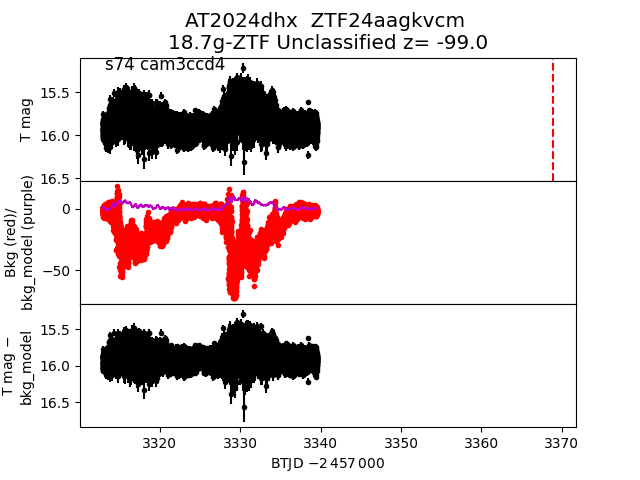 AT2024dhx  ZTF24aagkvcm
18.7g-ZTF Unclassified z= -99.0
s74 cam3ccd4
T mag
15.5
16.0
16.5
Bkg (red)/
bkg_model (purple)
0
−50
T mag −
bkg_model
15.5
16.0
16.5
3320 3330 3340 3350 3360 3370
BTJD −2 457 000